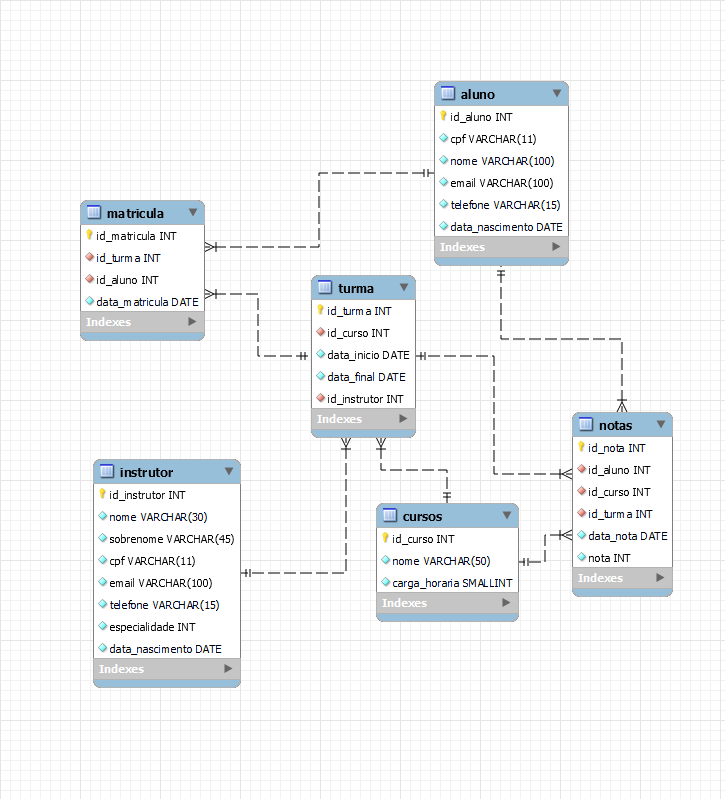 aluno
id_aluno INT
cpf VARCHAR(11)
nome VARCHAR(100)
email VARCHAR(100)
telefone VARCHAR(15)
data_nascimento DATE
Indexes
matricula
id_matricula INT
id_turma INT
id_aluno INT
data_matricula DATE
Indexes
turma
id_turma INT
id_curso INT
data_inicio DATE
data_final DATE
id_instrutor INT
Indexes
notas
id_nota INT
id_aluno INT
id_curso INT
id_turma INT
data_nota DATE
nota INT
Indexes
instrutor
id_instrutor INT
nome VARCHAR(30)
sobrenome VARCHAR(45)
cpf VARCHAR(11)
email VARCHAR(100)
telefone VARCHAR(15)
especialidade INT
data_nascimento DATE
Indexes
cursos
id_curso INT
nome VARCHAR(50)
carga_horaria SMALLINT
Indexes